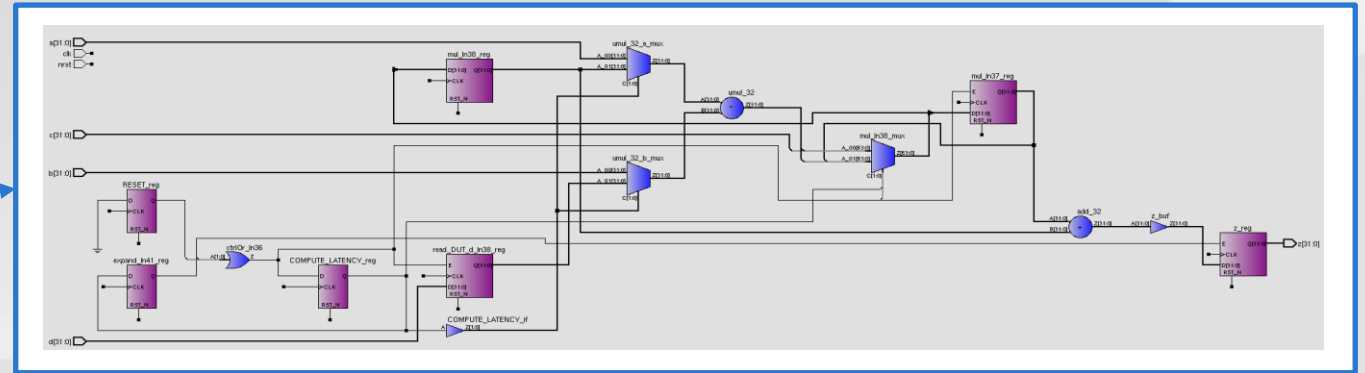 a[31:0]
clk
nrst
c[31:0]
b[31:0]
d[31:0]
mul_ln38_reg
D[31:0] Q[31:0]
CLK
RST_N
umul_32_a_mux
A_00[31:0]
A_01[31:0]
Z[31:0]
C[1:0]
umul_32
A[31:0]
B[31:0]
Z[31:0]
mul_ln37_reg
E Q[31:0]
CLK
D[31:0]
RST_N
mul_ln38_mux
A_00[63:0]
A_01[63:0]
Z[63:0]
C[1:0]
umul_32_b_mux
A_00[31:0]
A_01[31:0]
Z[31:0]
C[1:0]
RESET_reg
D Q
CLK
RST_N
ctrlOr_ln36
A[1:0] Z
expand_ln41_reg
D Q
CLK
RST_N
COMPUTE_LATENCY_reg
D Q
CLK
RST_N
read_DUT_d_ln38_reg
E Q[31:0]
CLK
D[31:0]
RST_N
COMPUTE_LATENCY_if
A Z[1:0]
add_32
A[31:0]
B[31:0]
Z[31:0]
z_buf
A[31:0] Z[31:0]
z_reg
E Q[31:0]
CLK
D[31:0]
RST_N
z[31:0]